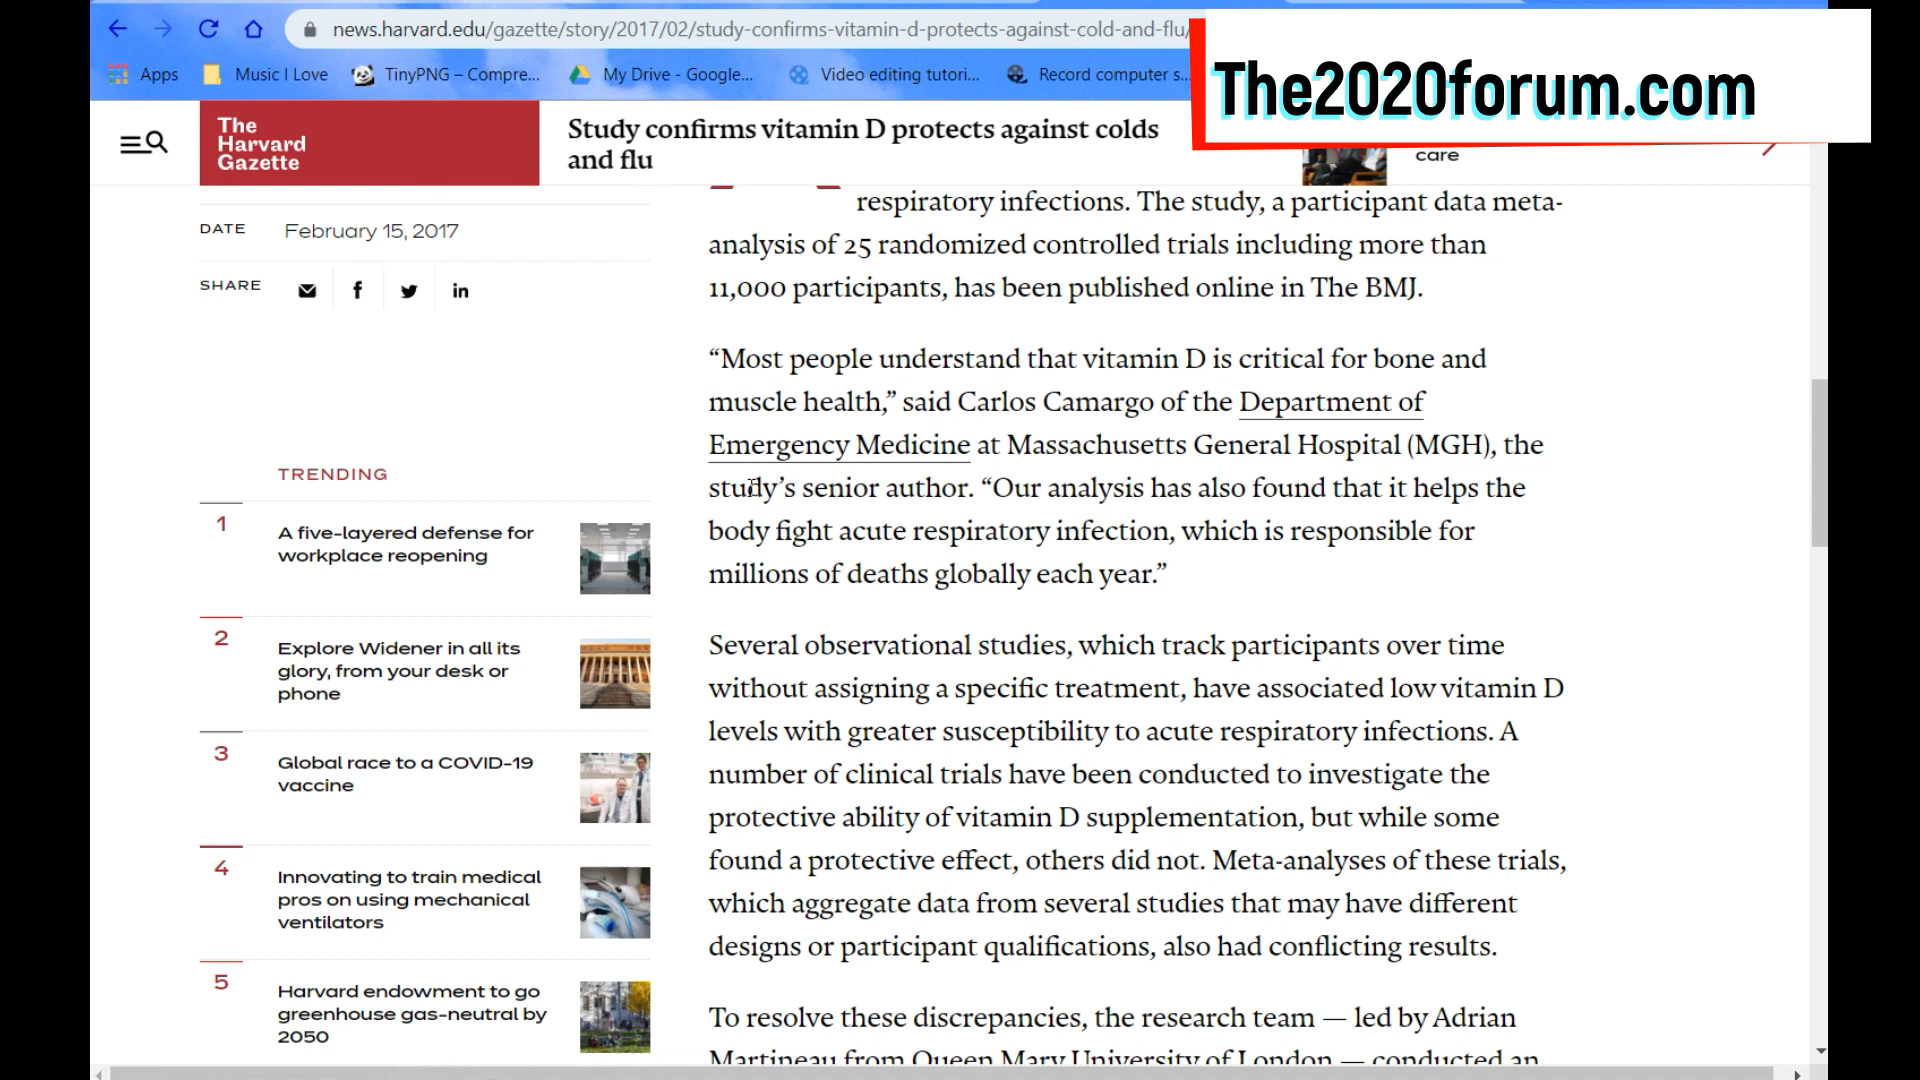 news.harvard.edu/gazette/story/2017/02/study-confirms-vitamin-d-protects-against-cold-and-flu/
The2020forum.com
Apps
Music I Love
TinyPNG – Compre...
My Drive - Google...
Video editing tutori...
Record computer s...
The
Harvard
Gazette
Study confirms vitamin D protects against colds
and flu
care
DATE February 15, 2017
SHARE
TRENDING
1
A five-layered defense for
workplace reopening
2
Explore Widener in all its
glory, from your desk or
phone
3
Global race to a COVID-19
vaccine
4
Innovating to train medical
pros on using mechanical
ventilators
5
Harvard endowment to go
greenhouse gas-neutral by
2050
respiratory infections. The study, a participant data meta-
analysis of 25 randomized controlled trials including more than
11,000 participants, has been published online in The BMJ.
“Most people understand that vitamin D is critical for bone and
muscle health,” said Carlos Camargo of the Department of
Emergency Medicine at Massachusetts General Hospital (MGH), the
study’s senior author. “Our analysis has also found that it helps the
body fight acute respiratory infection, which is responsible for
millions of deaths globally each year.”
Several observational studies, which track participants over time
without assigning a specific treatment, have associated low vitamin D
levels with greater susceptibility to acute respiratory infections. A
number of clinical trials have been conducted to investigate the
protective ability of vitamin D supplementation, but while some
found a protective effect, others did not. Meta-analyses of these trials,
which aggregate data from several studies that may have different
designs or participant qualifications, also had conflicting results.
To resolve these discrepancies, the research team — led by Adrian
Martineau from Queen Mary University of London — conducted an